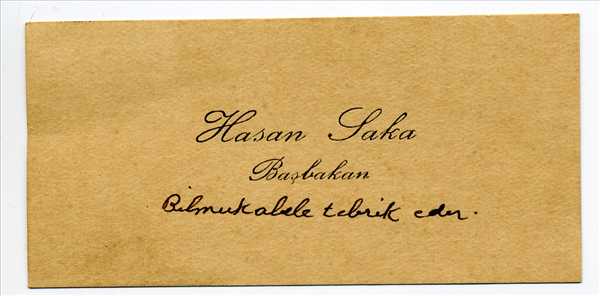 Hasan Saka
Başbakan
Bilmukabele tebrik eder.